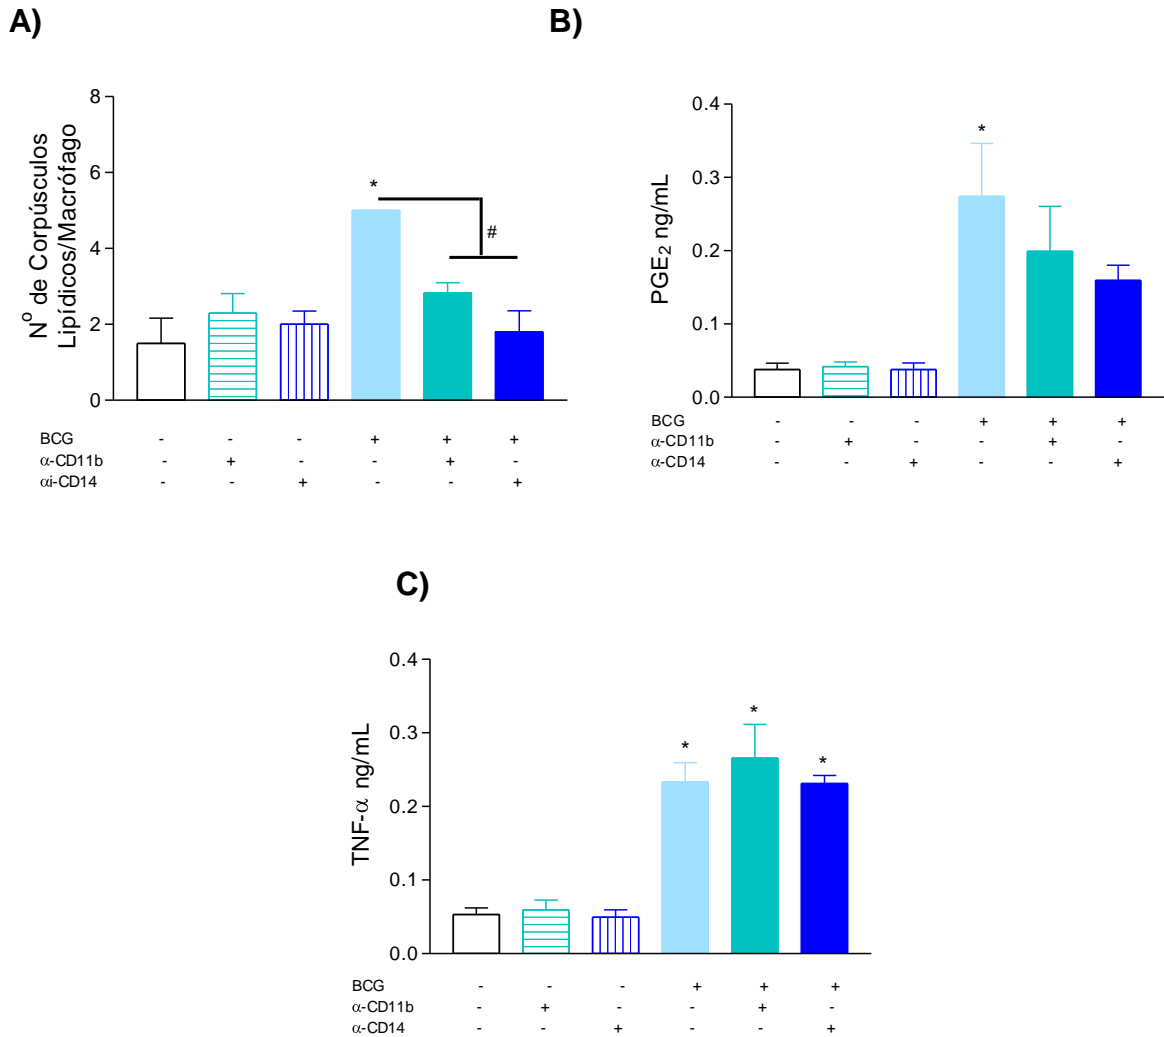 A)
8
6
4
2
0
Nº de Corpúsculos
Lipídicos/Macrófago
*
#
BCG - - - + + +
α-CD11b - + - - + -
αi-CD14 - - + - - +
B)
0.4
0.3
0.2
0.1
0.0
PGE2 ng/mL
*
BCG - - - + + +
α-CD11b - + - - + -
α-CD14 - - + - - +
C)
0.4
0.3
0.2
0.1
0.0
TNF-α ng/mL
* * *
BCG - - - + + +
α-CD11b - + - - + -
α-CD14 - - + - - +